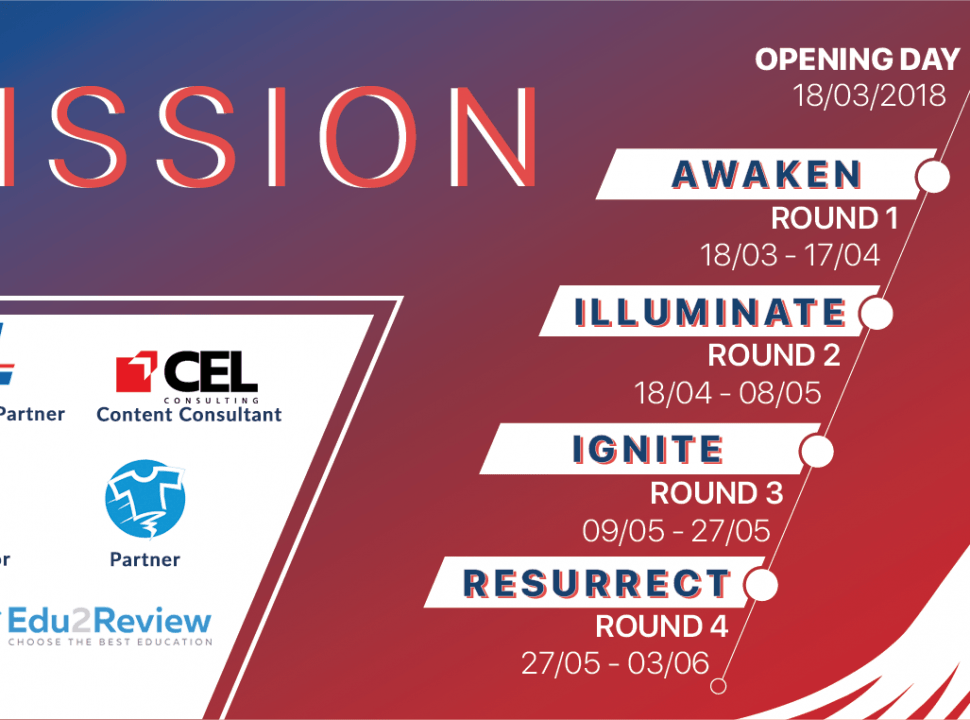 ISSION
OPENING DAY
18/03/2018
AWAKEN
ROUND 1
18/03 - 17/04
ILLUMINATE
ROUND 2
18/04 - 08/05
IGNITE
ROUND 3
09/05 - 27/05
RESURRECT
ROUND 4
27/05 - 03/06
CEL
CONSULTING
Partner
Content Consultant
or
Partner
Edu2Review
CHOOSE THE BEST EDUCATION